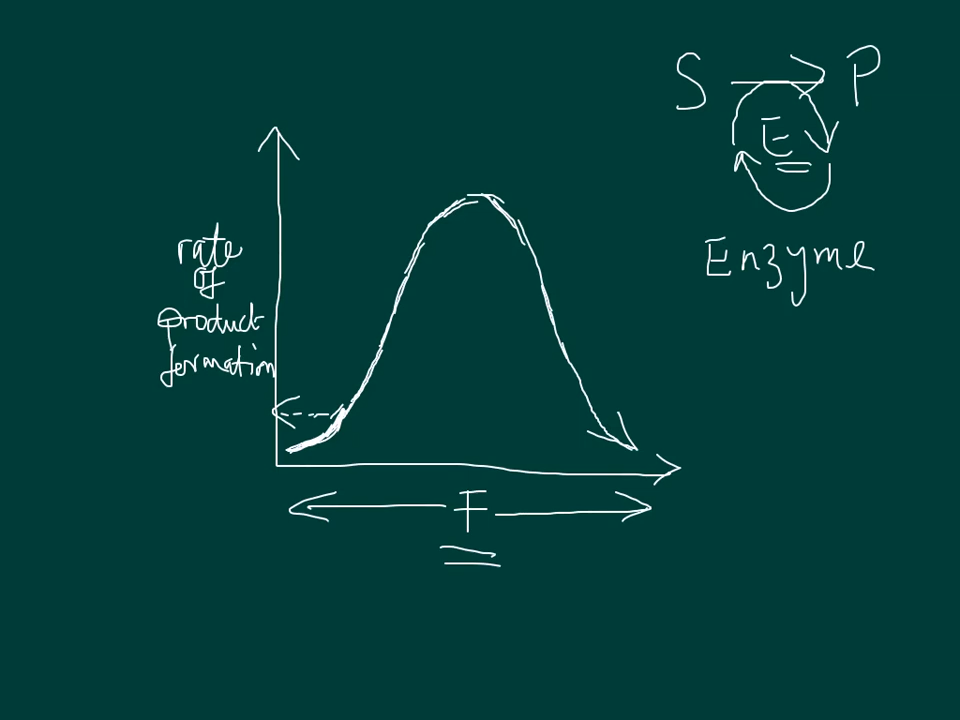 S → P
E
Enzyme
rate
of
product
formation
F